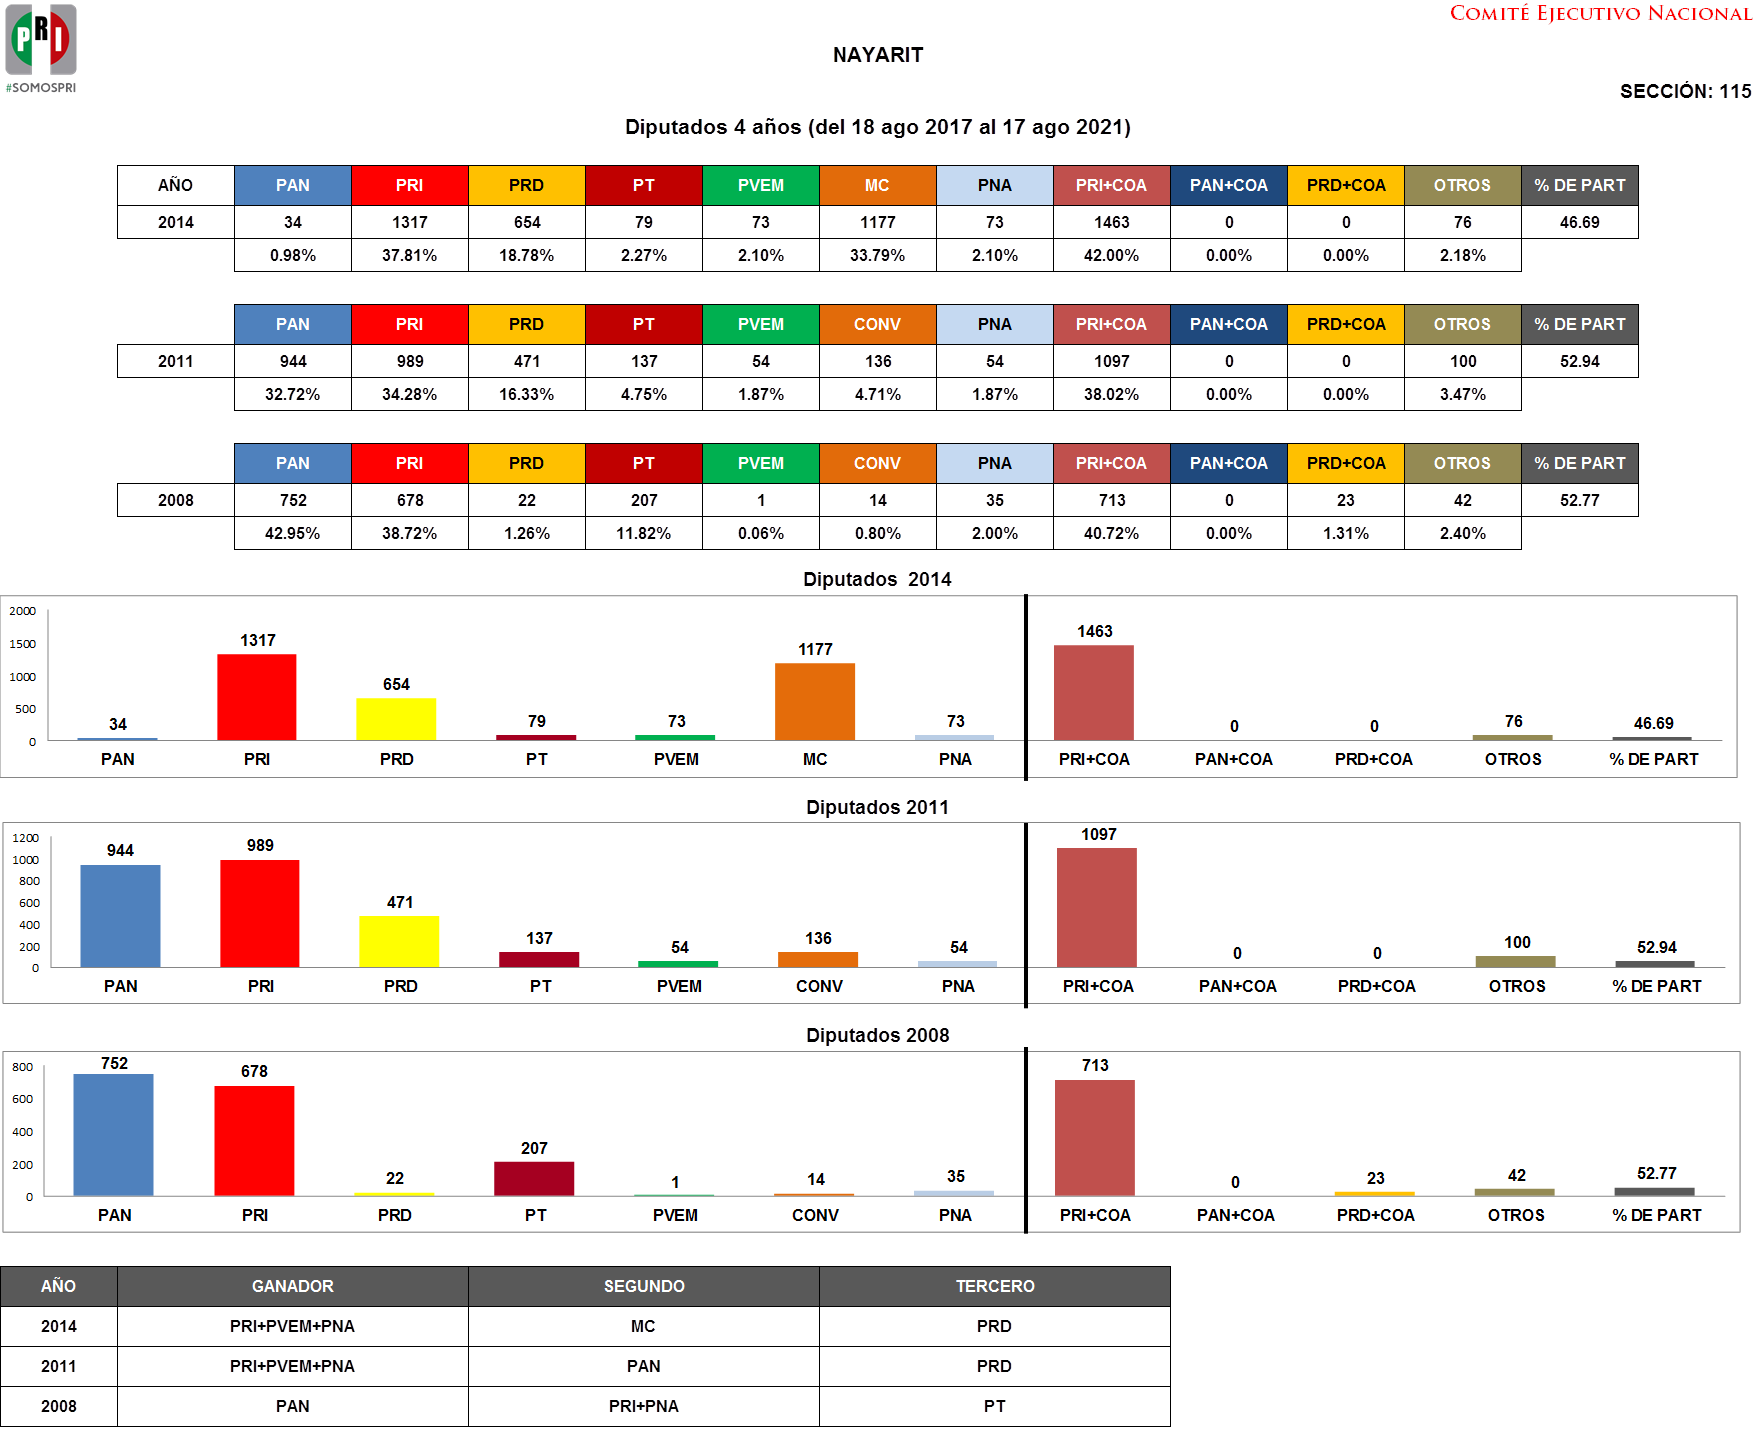 PRI
#SOMOSPRI
COMITÉ EJECUTIVO NACIONAL
NAYARIT
SECCIÓN: 115
Diputados 4 años (del 18 ago 2017 al 17 ago 2021)
AÑO PAN PRI PRD PT PVEM MC PNA PRI+COA PAN+COA PRD+COA OTROS % DE PART
2014 34 1317 654 79 73 1177 73 1463 0 0 76 46.69
0.98% 37.81% 18.78% 2.27% 2.10% 33.79% 2.10% 42.00% 0.00% 0.00% 2.18%
PAN PRI PRD PT PVEM CONV PNA PRI+COA PAN+COA PRD+COA OTROS % DE PART
2011 944 989 471 137 54 136 54 1097 0 0 100 52.94
32.72% 34.28% 16.33% 4.75% 1.87% 4.71% 1.87% 38.02% 0.00% 0.00% 3.47%
PAN PRI PRD PT PVEM CONV PNA PRI+COA PAN+COA PRD+COA OTROS % DE PART
2008 752 678 22 207 1 14 35 713 0 23 42 52.77
42.95% 38.72% 1.26% 11.82% 0.06% 0.80% 2.00% 40.72% 0.00% 1.31% 2.40%
Diputados 2014
2000
1500
1000
500
0
34 1317 654 79 73 1177 73 1463 0 0 76 46.69
PAN PRI PRD PT PVEM MC PNA PRI+COA PAN+COA PRD+COA OTROS % DE PART
Diputados 2011
1200
1000
800
600
400
200
0
944 989 471 137 54 136 54 1097 0 0 100 52.94
PAN PRI PRD PT PVEM CONV PNA PRI+COA PAN+COA PRD+COA OTROS % DE PART
Diputados 2008
800
600
400
200
0
752 678 22 207 1 14 35 713 0 23 42 52.77
PAN PRI PRD PT PVEM CONV PNA PRI+COA PAN+COA PRD+COA OTROS % DE PART
AÑO GANADOR SEGUNDO TERCERO
2014 PRI+PVEM+PNA MC PRD
2011 PRI+PVEM+PNA PAN PRD
2008 PAN PRI+PNA PT